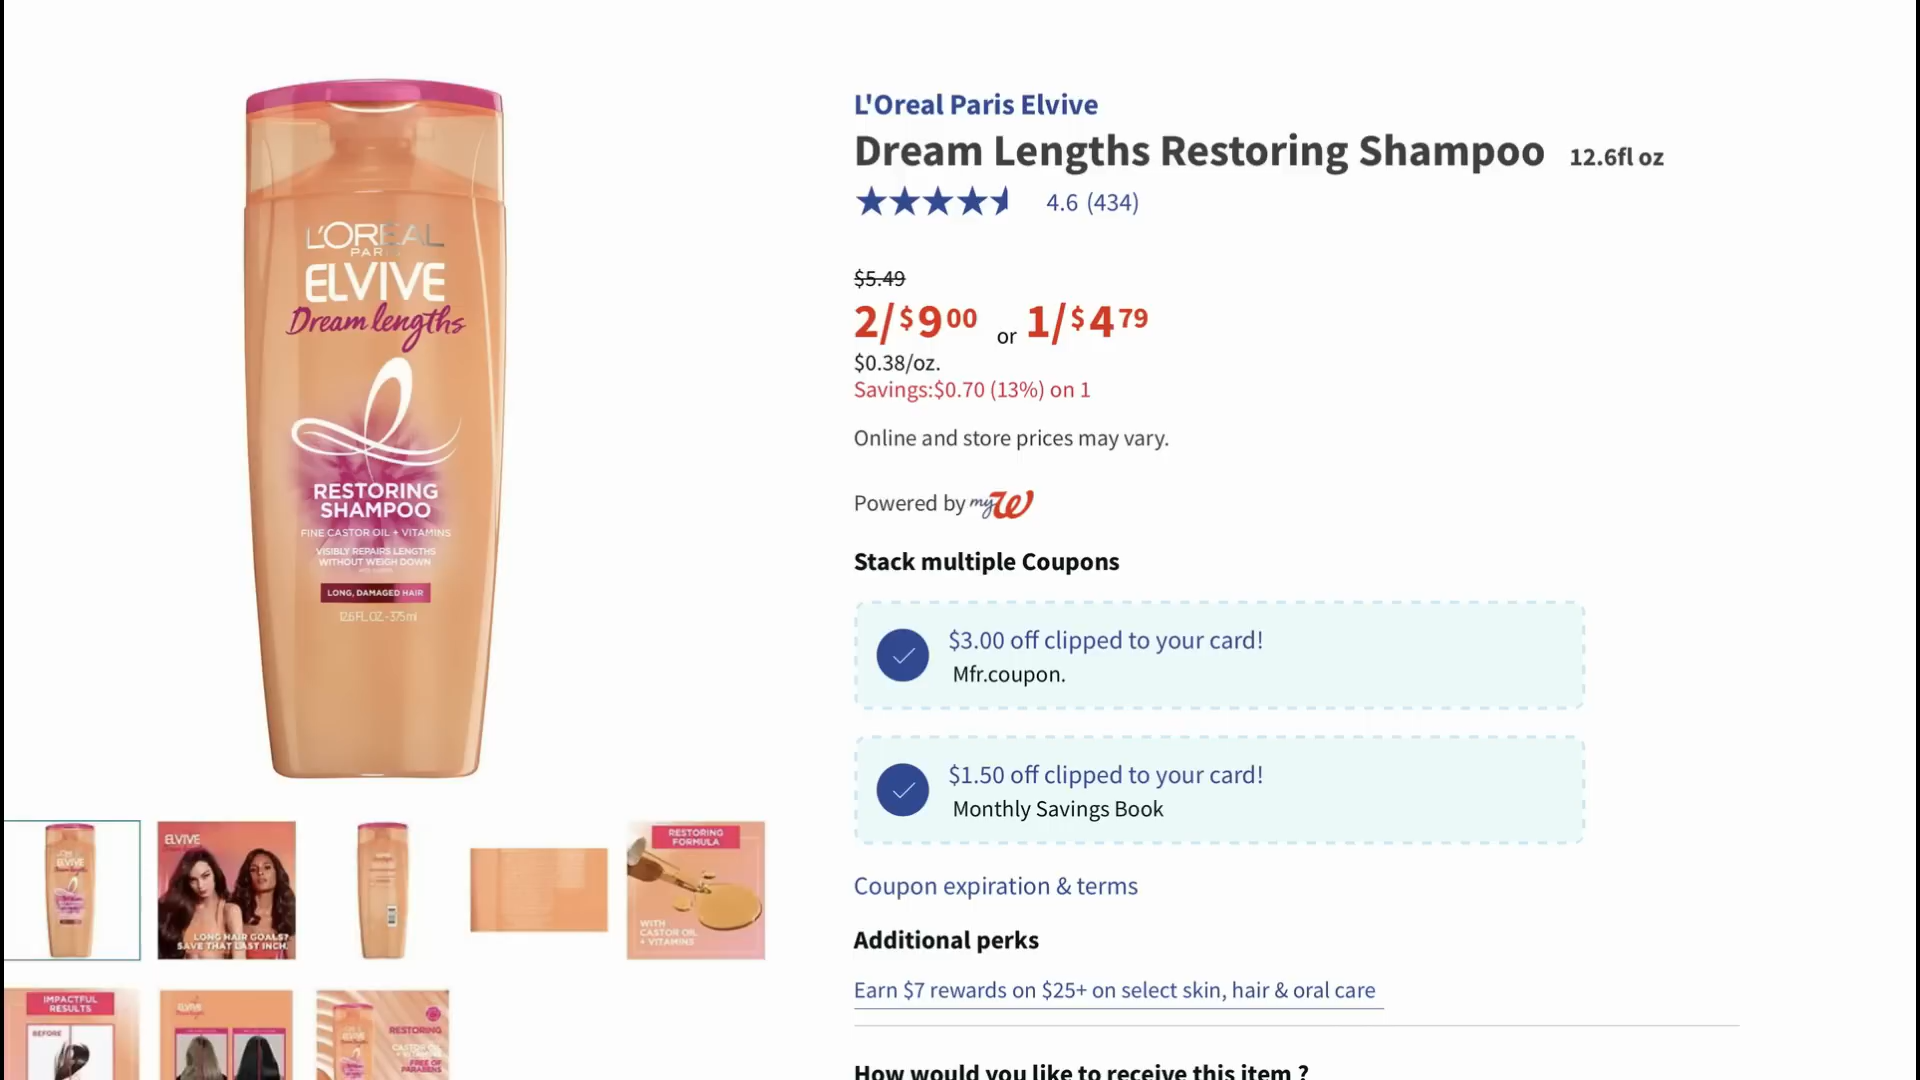 L'ORÉAL
PARIS
ELVIVE
Dream lengths
RESTORING
SHAMPOO
FINE CASTOR OIL + VITAMINS
VISIBLY REPAIRS LENGTHS
WITHOUT WEIGH DOWN
LONG, DAMAGED HAIR
12.6 FL. OZ. - 375 ml
L'Oreal Paris Elvive
Dream Lengths Restoring Shampoo 12.6fl oz
4.6 (434)
$5.49
2/$9 00 or 1/$4 79
$0.38/oz.
Savings:$0.70 (13%) on 1
Online and store prices may vary.
Powered by myW
Stack multiple Coupons
$3.00 off clipped to your card!
Mfr.coupon.
$1.50 off clipped to your card!
Monthly Savings Book
Coupon expiration & terms
Additional perks
Earn $7 rewards on $25+ on select skin, hair & oral care
How would you like to receive this item ?
ELVIVE
LONG HAIR GOALS?
SAVE THAT LAST INCH.
RESTORING
FORMULA
WITH
CASTOR OIL
+ VITAMINS
IMPACTFUL
RESULTS
BEFORE
RESTORING
CASTOR OIL
FREE OF
PARABENS